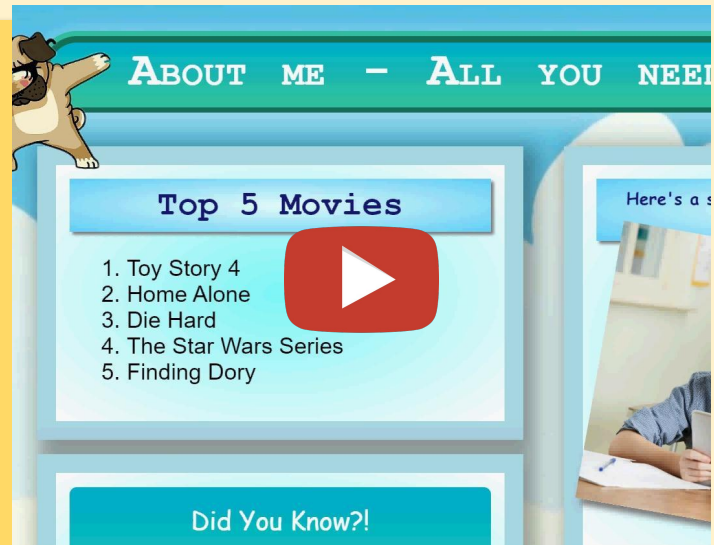 About me - All you
Top 5 Movies
1. Toy Story 4
2. Home Alone
3. Die Hard
4. The Star Wars Series
5. Finding Dory
Here's a
Did You Know?!